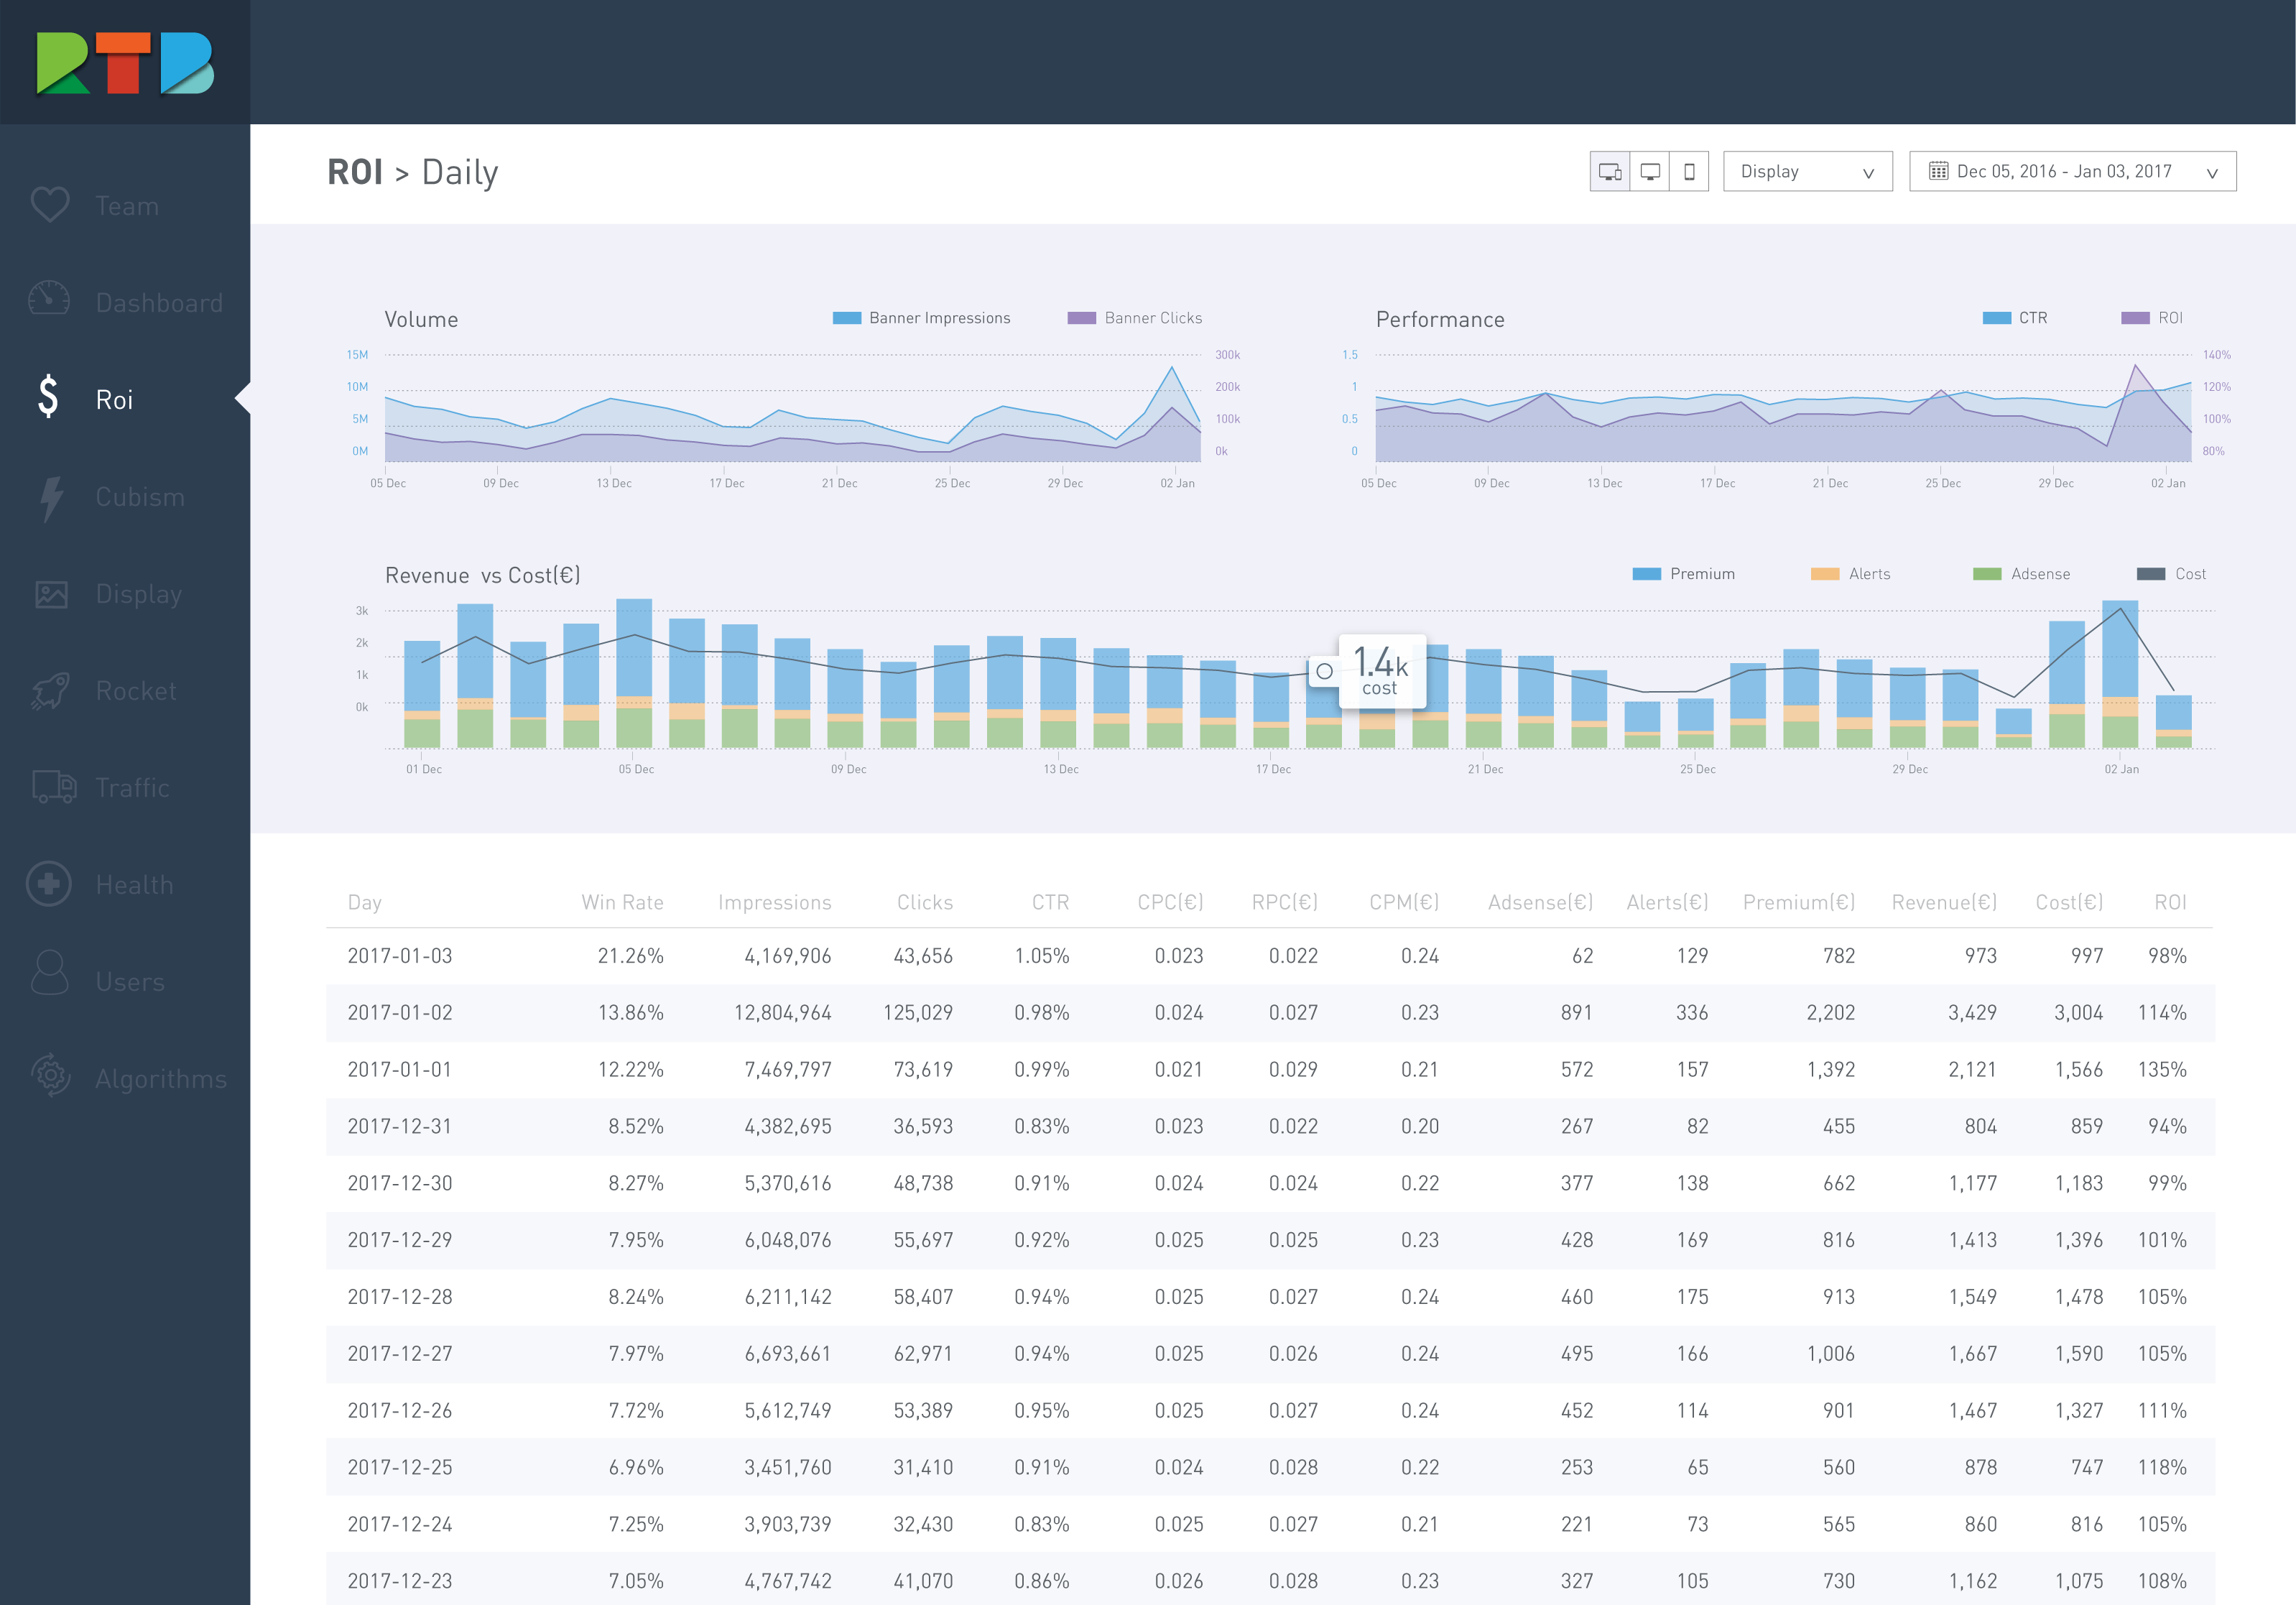 RTB
ROI > Daily
Display v
Dec 05, 2016 - Jan 03, 2017 v
Team
Dashboard
Roi
Cubism
Display
Rocket
Traffic
Health
Users
Algorithms
Volume Banner Impressions Banner Clicks
15M 300k
10M 200k
5M 100k
0M 0k
05 Dec 09 Dec 13 Dec 17 Dec 21 Dec 25 Dec 29 Dec 02 Jan
Performance CTR ROI
1.5 140%
1 120%
0.5 100%
0 80%
05 Dec 09 Dec 13 Dec 17 Dec 21 Dec 25 Dec 29 Dec 02 Jan
Revenue vs Cost(€) Premium Alerts Adsense Cost
3k
2k
1k
0k
1.4k
cost
01 Dec 05 Dec 09 Dec 13 Dec 17 Dec 21 Dec 25 Dec 29 Dec 02 Jan
Day Win Rate Impressions Clicks CTR CPC(€) RPC(€) CPM(€) Adsense(€) Alerts(€) Premium(€) Revenue(€) Cost(€) ROI
2017-01-03 21.26% 4,169,906 43,656 1.05% 0.023 0.022 0.24 62 129 782 973 997 98%
2017-01-02 13.86% 12,804,964 125,029 0.98% 0.024 0.027 0.23 891 336 2,202 3,429 3,004 114%
2017-01-01 12.22% 7,469,797 73,619 0.99% 0.021 0.029 0.21 572 157 1,392 2,121 1,566 135%
2017-12-31 8.52% 4,382,695 36,593 0.83% 0.023 0.022 0.20 267 82 455 804 859 94%
2017-12-30 8.27% 5,370,616 48,738 0.91% 0.024 0.024 0.22 377 138 662 1,177 1,183 99%
2017-12-29 7.95% 6,048,076 55,697 0.92% 0.025 0.025 0.23 428 169 816 1,413 1,396 101%
2017-12-28 8.24% 6,211,142 58,407 0.94% 0.025 0.027 0.24 460 175 913 1,549 1,478 105%
2017-12-27 7.97% 6,693,661 62,971 0.94% 0.025 0.026 0.24 495 166 1,006 1,667 1,590 105%
2017-12-26 7.72% 5,612,749 53,389 0.95% 0.025 0.027 0.24 452 114 901 1,467 1,327 111%
2017-12-25 6.96% 3,451,760 31,410 0.91% 0.024 0.028 0.22 253 65 560 878 747 118%
2017-12-24 7.25% 3,903,739 32,430 0.83% 0.025 0.027 0.21 221 73 565 860 816 105%
2017-12-23 7.05% 4,767,742 41,070 0.86% 0.026 0.028 0.23 327 105 730 1,162 1,075 108%